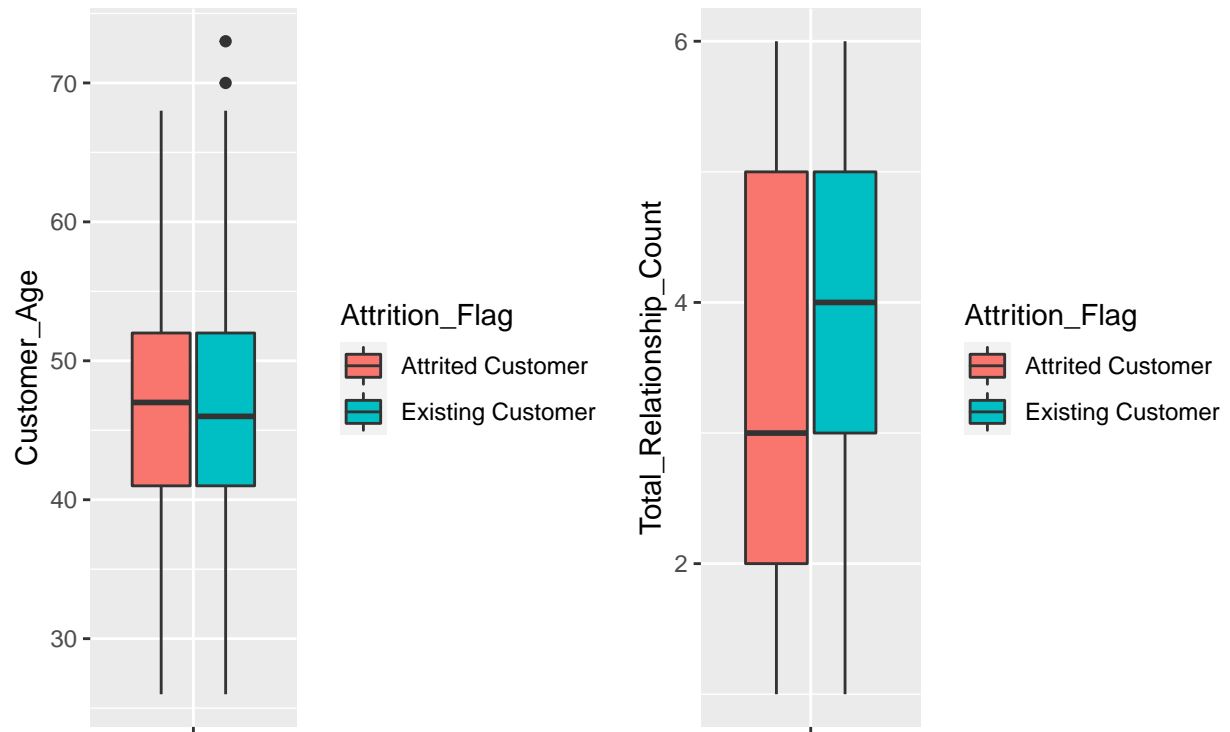 Customer_Age
70
60
50
40
30
Attrition_Flag
Attrited Customer
Existing Customer
Total_Relationship_Count
6
4
2
Attrition_Flag
Attrited Customer
Existing Customer